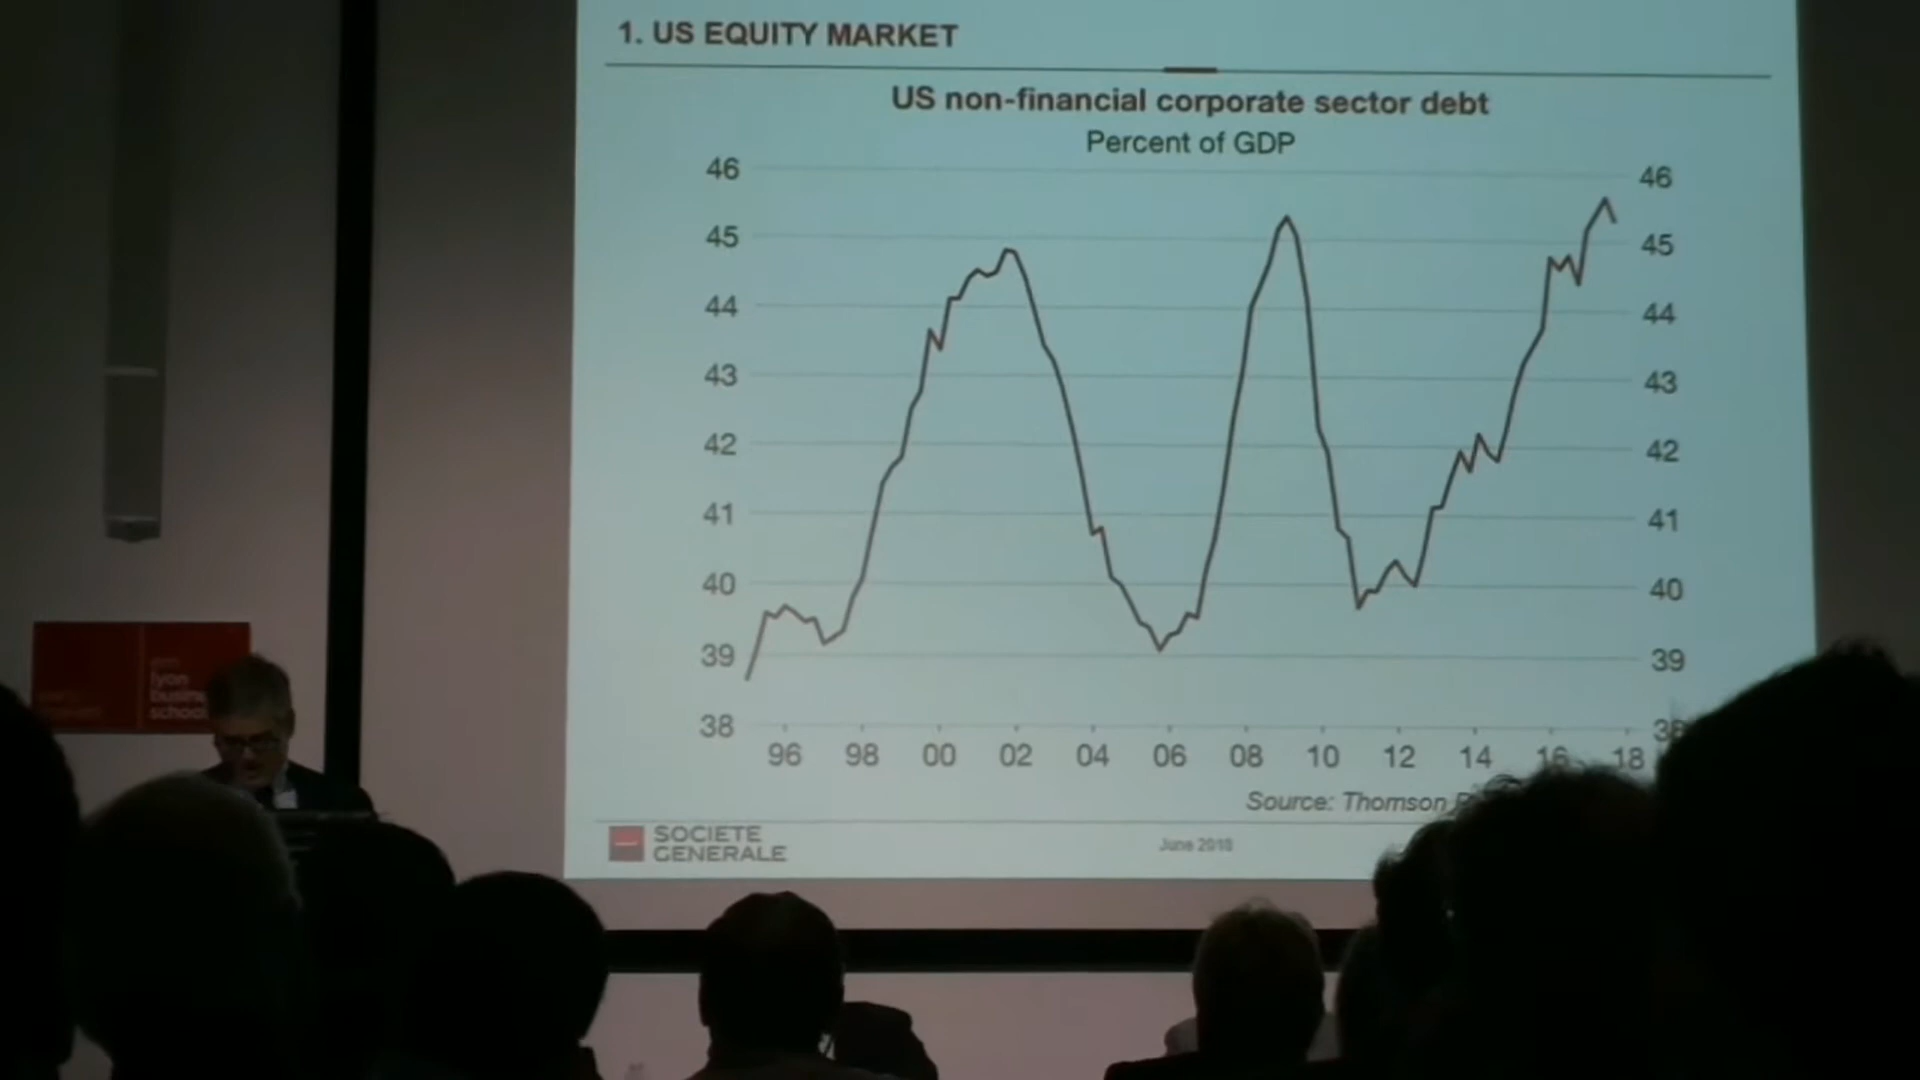 1. US EQUITY MARKET
US non-financial corporate sector debt
Percent of GDP
46 46
45 45
44 44
43 43
42 42
41 41
40 40
39 39
38 38
96 98 00 02 04 06 08 10 12 14 16 18
Source: Thomson
SOCIETE
GENERALE
June 2018
lyon
business
school